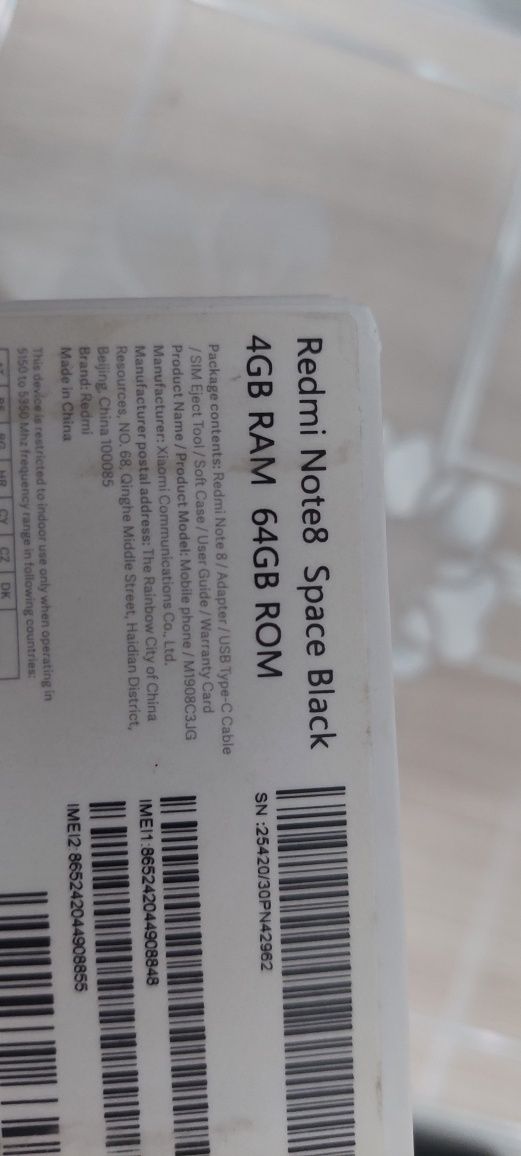 Redmi Note8 Space Black
4GB RAM 64GB ROM
Package contents: Redmi Note 8 / Adapter / USB Type-C Cable
/ SIM Eject Tool / Soft Case / User Guide / Warranty Card
Product Name / Product Model: Mobile phone / M1908C3JG
Manufacturer: Xiaomi Communications Co., Ltd.
Manufacturer postal address: The Rainbow City of China
Resources, NO. 68, Qinghe Middle Street, Haidian District,
Beijing, China 100085
Brand: Redmi
Made in China
This device is restricted to indoor use only when operating in
5150 to 5350 Mhz frequency range in following countries:
BG HR CY CZ DK
SN :25420/30PN42962
IMEI1:865242044908848
IMEI2:865242044908855